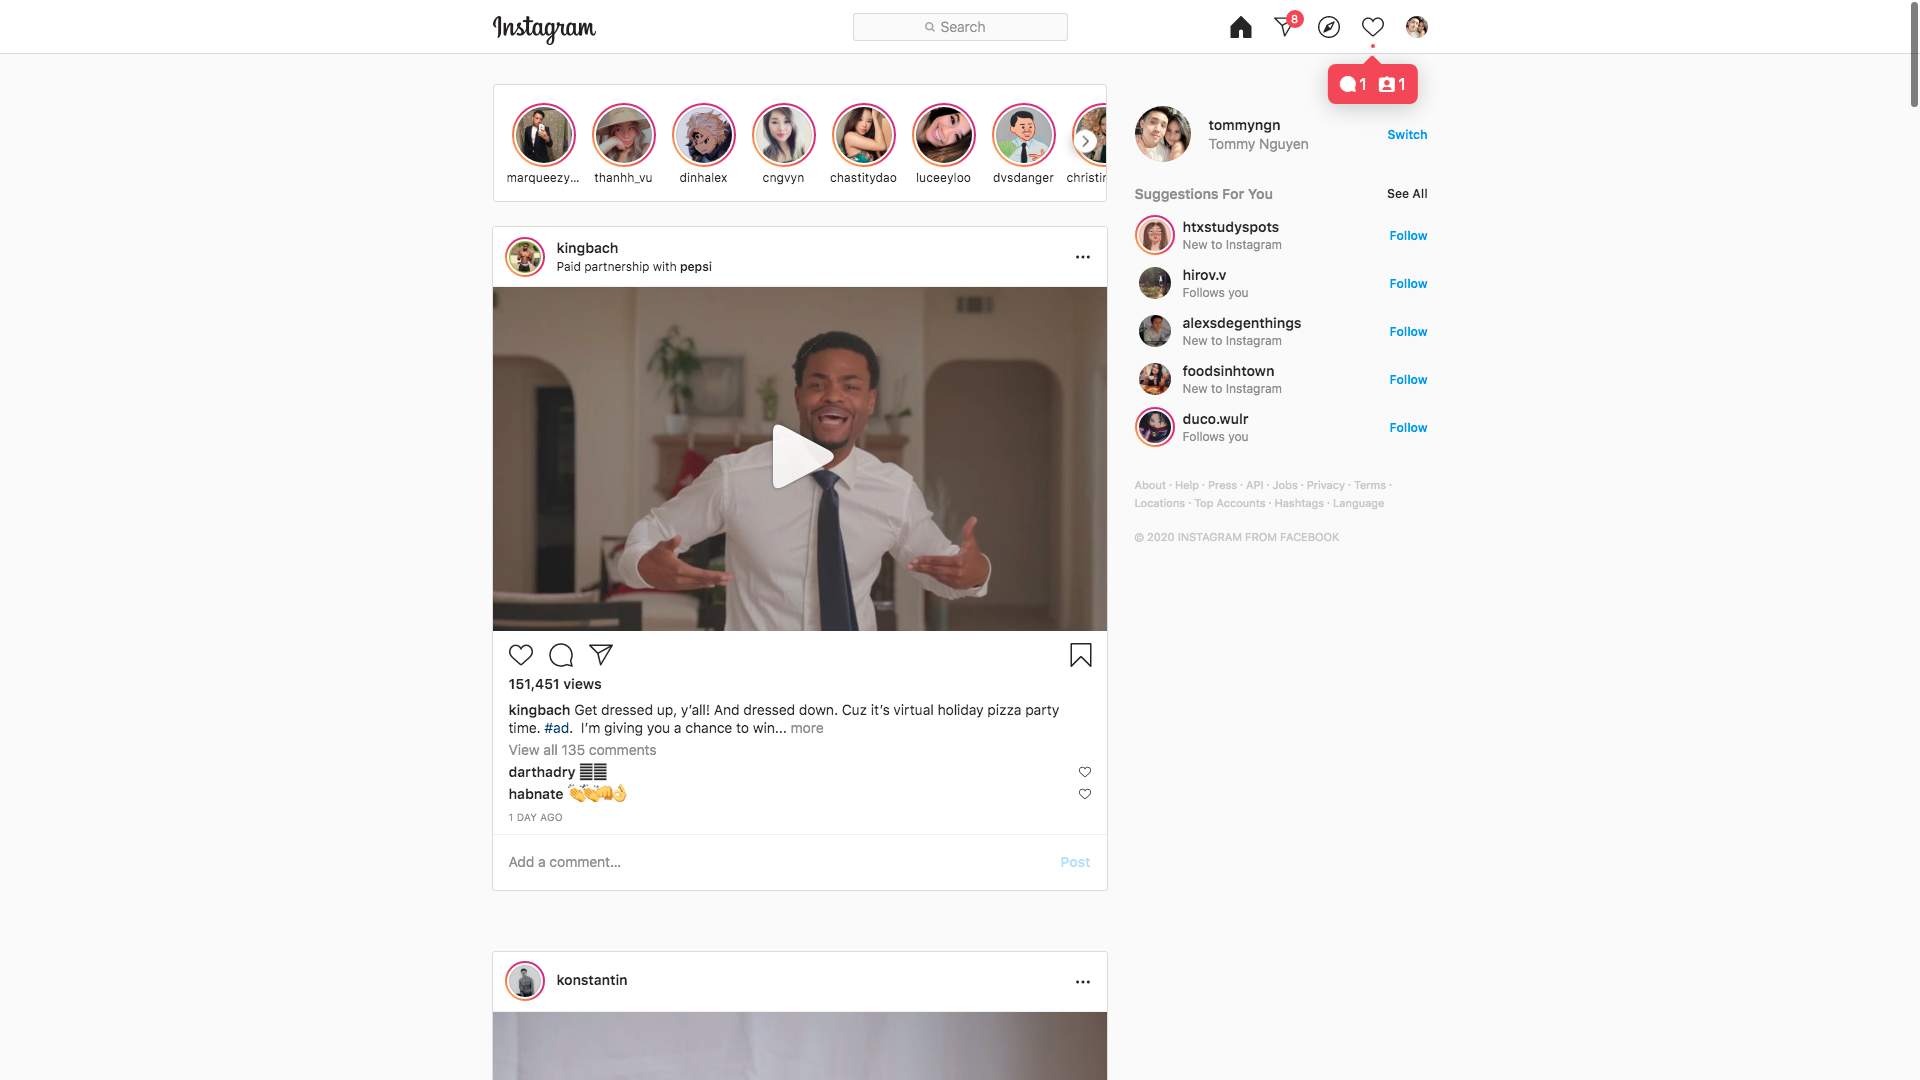 Instagram
Search
8
1 1
marqueezy...
thanhh_vu
dinhalex
cngvyn
chastitydao
luceeyloo
dvsdanger
christin
tommyngn
Tommy Nguyen
Switch
Suggestions For You
See All
htxstudyspots
New to Instagram
Follow
hirov.v
Follows you
Follow
alexsdegenthings
New to Instagram
Follow
foodsinhtown
New to Instagram
Follow
duco.wulr
Follows you
Follow
About · Help · Press · API · Jobs · Privacy · Terms ·
Locations · Top Accounts · Hashtags · Language
© 2020 INSTAGRAM FROM FACEBOOK
kingbach
Paid partnership with pepsi
151,451 views
kingbach Get dressed up, y’all! And dressed down. Cuz it’s virtual holiday pizza party
time. #ad. I’m giving you a chance to win... more
View all 135 comments
darthadry
habnate 
1 DAY AGO
Add a comment...
Post
konstantin